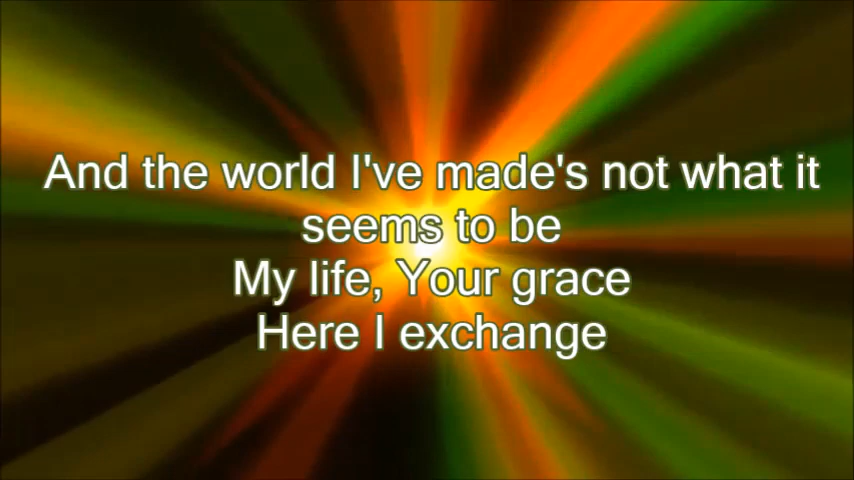 And the world I've made's not what it
seems to be
My life, Your grace
Here I exchange